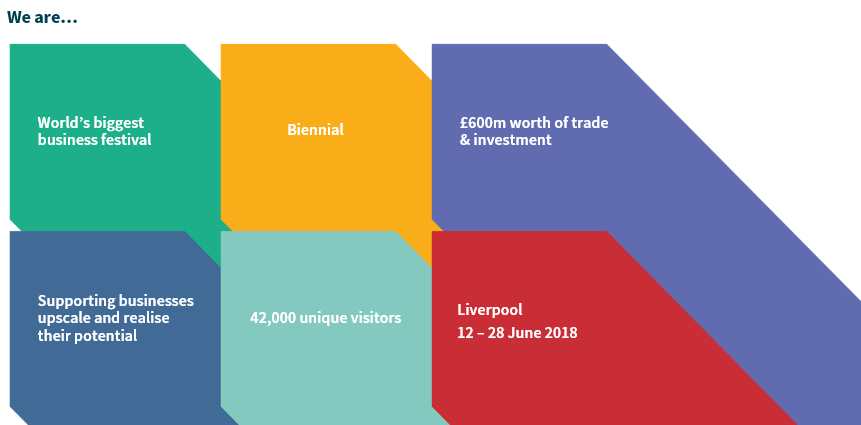 We are…
World’s biggest
business festival
Biennial
£600m worth of trade
& investment
Supporting businesses
upscale and realise
their potential
42,000 unique visitors
Liverpool
12 – 28 June 2018